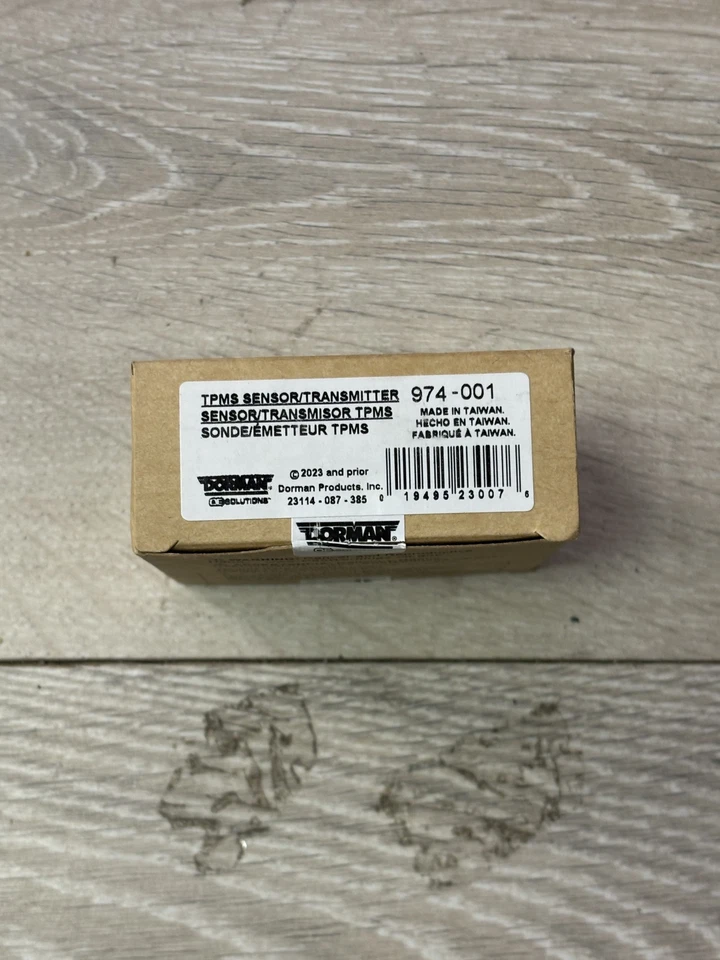 TPMS SENSOR/TRANSMITTER
SENSOR/TRANSMISOR TPMS
SONDE/ÉMETTEUR TPMS
974-001
MADE IN TAIWAN.
HECHO EN TAIWAN.
FABRIQUÉ À TAIWAN.
DORMAN®
OE SOLUTIONS™
© 2023 and prior
Dorman Products, Inc.
23114 - 087 - 385
0 19495 23007 6
DORMAN®